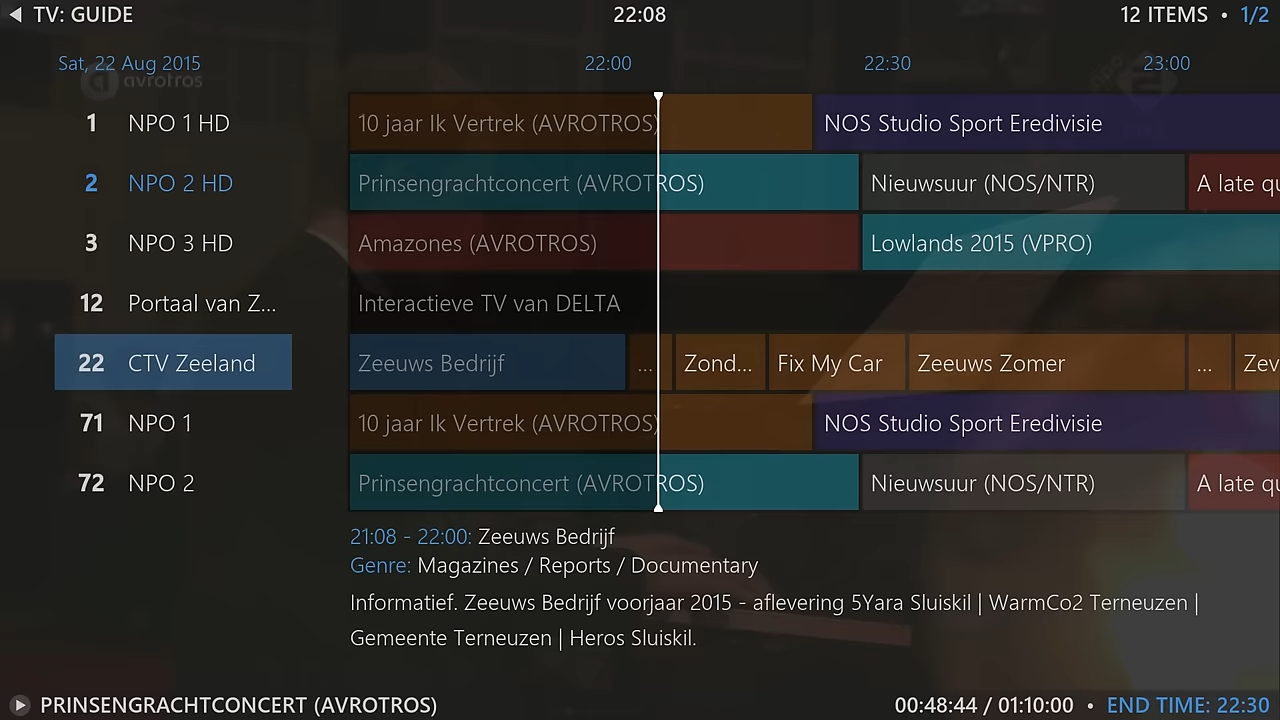 TV: GUIDE 22:08 12 ITEMS • 1/2
Sat, 22 Aug 2015 22:00 22:30 23:00
avrotros
1 NPO 1 HD 10 jaar Ik Vertrek (AVROTROS) NOS Studio Sport Eredivisie
2 NPO 2 HD Prinsengrachtconcert (AVROTROS) Nieuwsuur (NOS/NTR) A late qu
3 NPO 3 HD Amazones (AVROTROS) Lowlands 2015 (VPRO)
12 Portaal van Z... Interactieve TV van DELTA
22 CTV Zeeland Zeeuws Bedrijf ... Zond... Fix My Car Zeeuws Zomer ... Zev
71 NPO 1 10 jaar Ik Vertrek (AVROTROS) NOS Studio Sport Eredivisie
72 NPO 2 Prinsengrachtconcert (AVROTROS) Nieuwsuur (NOS/NTR) A late qu
21:08 - 22:00: Zeeuws Bedrijf
Genre: Magazines / Reports / Documentary
Informatief. Zeeuws Bedrijf voorjaar 2015 - aflevering 5Yara Sluiskil | WarmCo2 Terneuzen |
Gemeente Terneuzen | Heros Sluiskil.
PRINSENGRACHTCONCERT (AVROTROS) 00:48:44 / 01:10:00 • END TIME: 22:30